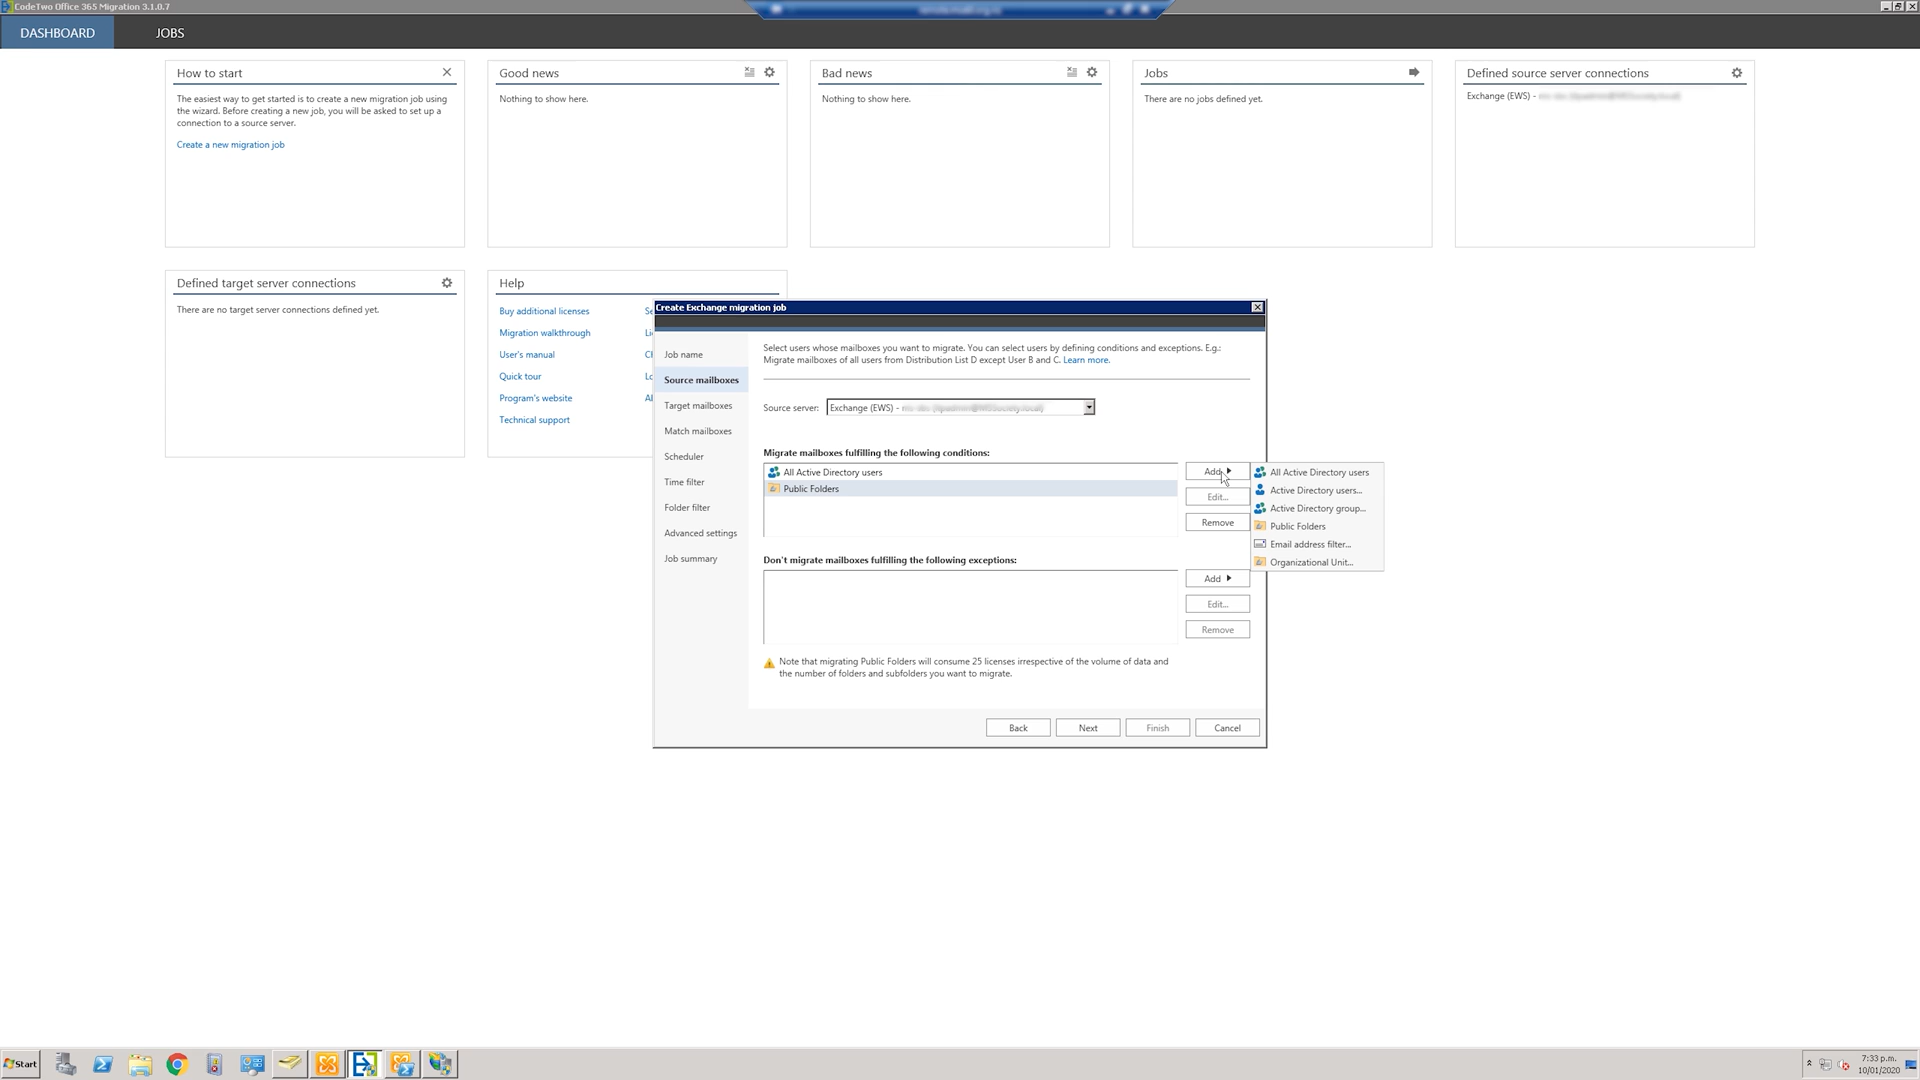 CodeTwo Office 365 Migration 3.1.0.7
DASHBOARD
JOBS
How to start
The easiest way to get started is to create a new migration job using
the wizard. Before creating a new job, you will be asked to set up a
connection to a source server.
Create a new migration job
Good news
Nothing to show here.
Bad news
Nothing to show here.
Jobs
There are no jobs defined yet.
Defined source server connections
Exchange (EWS) -
Defined target server connections
There are no target server connections defined yet.
Help
Buy additional licenses
Migration walkthrough
User's manual
Quick tour
Program's website
Technical support
Create Exchange migration job
Job name
Source mailboxes
Target mailboxes
Match mailboxes
Scheduler
Time filter
Folder filter
Advanced settings
Job summary
Select users whose mailboxes you want to migrate. You can select users by defining conditions and exceptions. E.g.:
Migrate mailboxes of all users from Distribution List D except User B and C. Learn more.
Source server: Exchange (EWS) -
Migrate mailboxes fulfilling the following conditions:
All Active Directory users
Public Folders
Add
Edit...
Remove
All Active Directory users
Active Directory users...
Active Directory group...
Public Folders
Email address filter...
Organizational Unit...
Don't migrate mailboxes fulfilling the following exceptions:
Add
Edit...
Remove
Note that migrating Public Folders will consume 25 licenses irrespective of the volume of data and
the number of folders and subfolders you want to migrate.
Back
Next
Finish
Cancel
Start
7:33 p.m.
10/01/2020